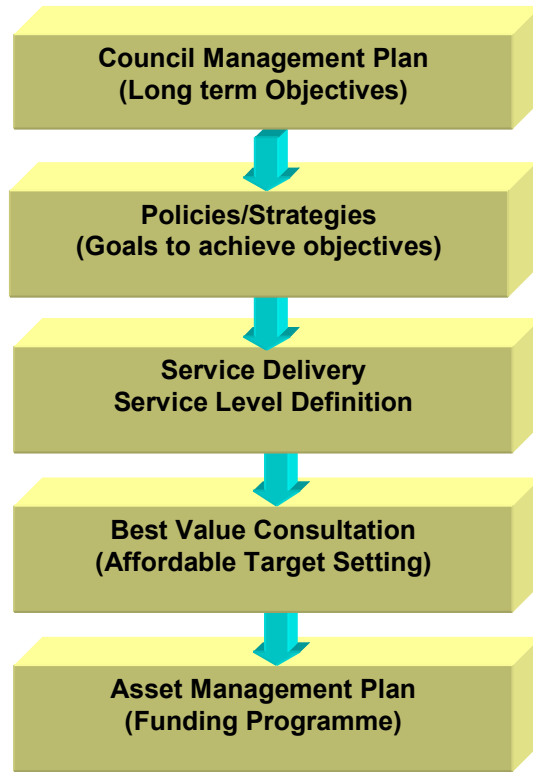 Council Management Plan
(Long term Objectives)
Policies/Strategies
(Goals to achieve objectives)
Service Delivery
Service Level Definition
Best Value Consultation
(Affordable Target Setting)
Asset Management Plan
(Funding Programme)